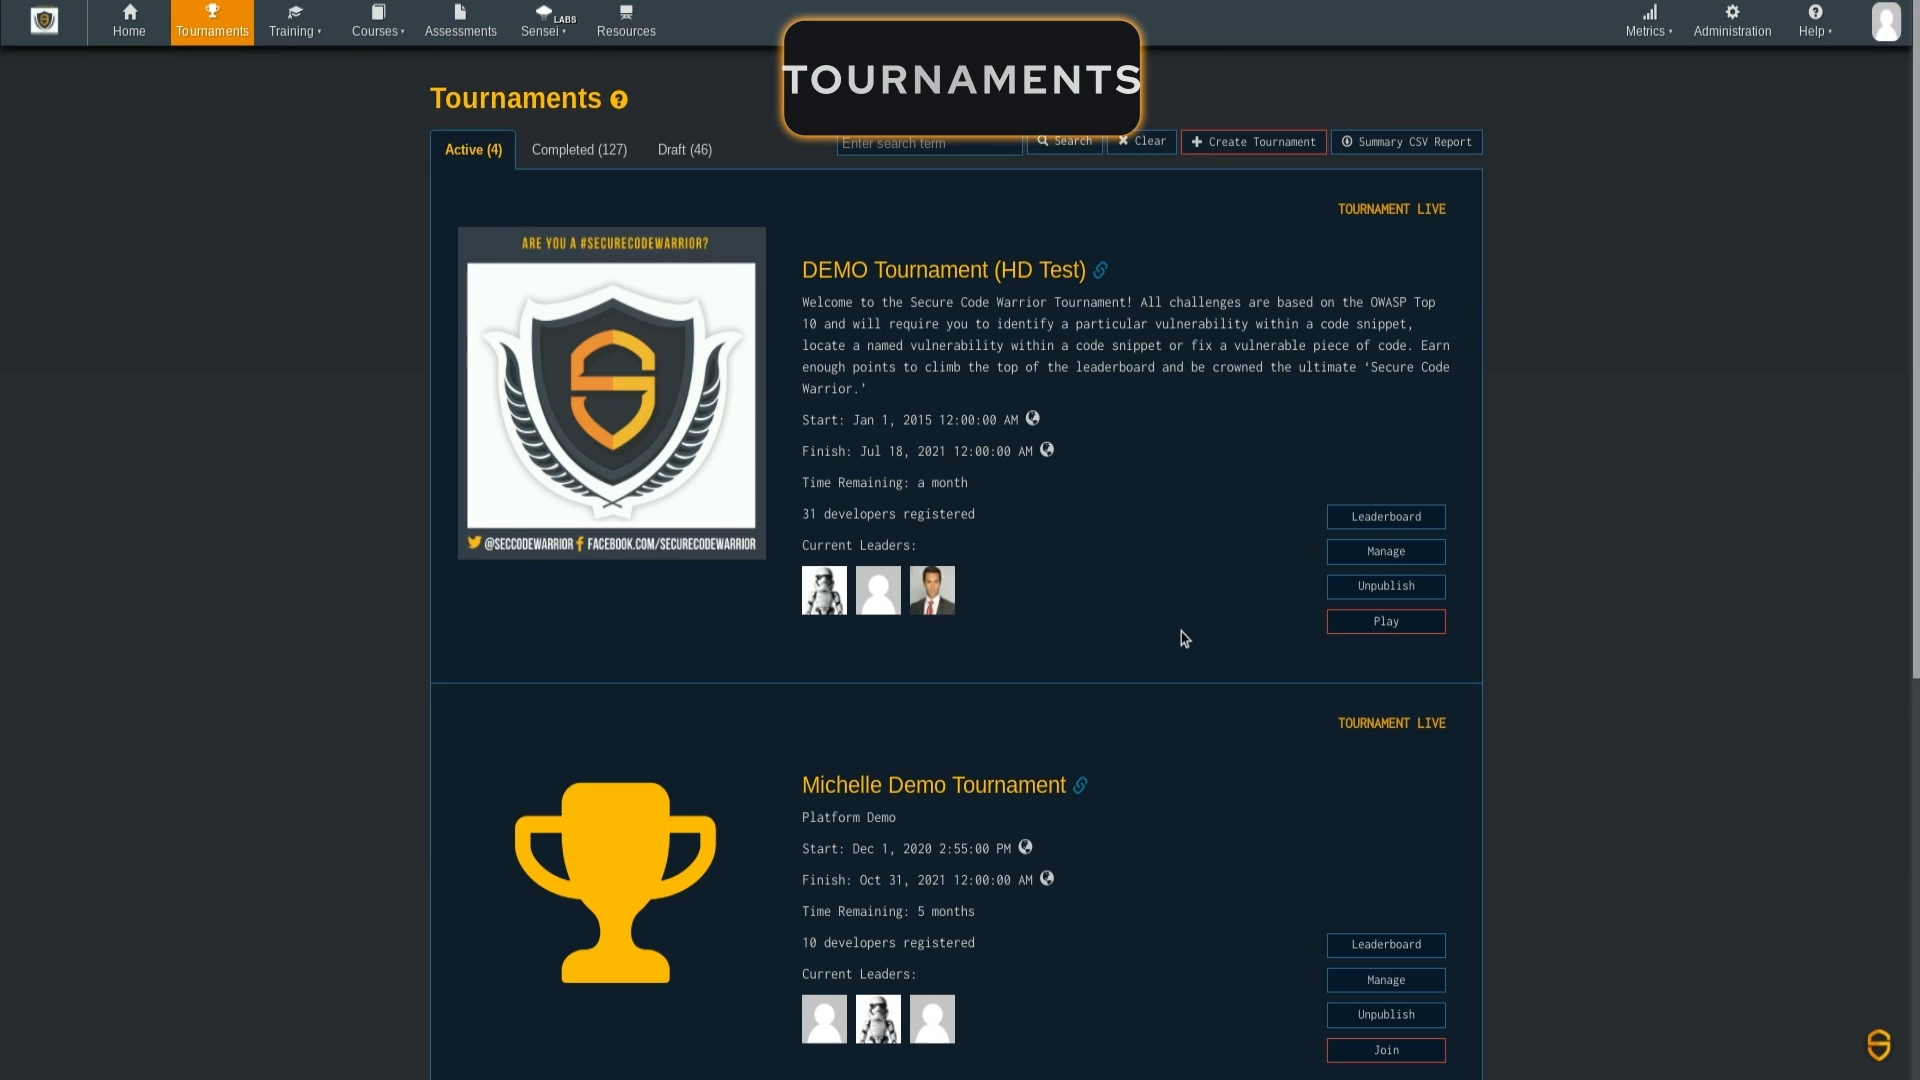 Home
Tournaments
Training
Courses
Assessments
LABS
Sensei
Resources
Metrics
Administration
Help
TOURNAMENTS
Tournaments ?
Active (4)
Completed (127)
Draft (46)
Enter search term
Search
Clear
Create Tournament
Summary CSV Report
TOURNAMENT LIVE
ARE YOU A #SECURECODEWARRIOR?
@SECCODEWARRIOR FACEBOOK.COM/SECURECODEWARRIOR
DEMO Tournament (HD Test)
Welcome to the Secure Code Warrior Tournament! All challenges are based on the OWASP Top
10 and will require you to identify a particular vulnerability within a code snippet,
locate a named vulnerability within a code snippet or fix a vulnerable piece of code. Earn
enough points to climb the top of the leaderboard and be crowned the ultimate ‘Secure Code
Warrior.’
Start: Jan 1, 2015 12:00:00 AM
Finish: Jul 18, 2021 12:00:00 AM
Time Remaining: a month
31 developers registered
Current Leaders:
Leaderboard
Manage
Unpublish
Play
TOURNAMENT LIVE
Michelle Demo Tournament
Platform Demo
Start: Dec 1, 2020 2:55:00 PM
Finish: Oct 31, 2021 12:00:00 AM
Time Remaining: 5 months
10 developers registered
Current Leaders:
Leaderboard
Manage
Unpublish
Join